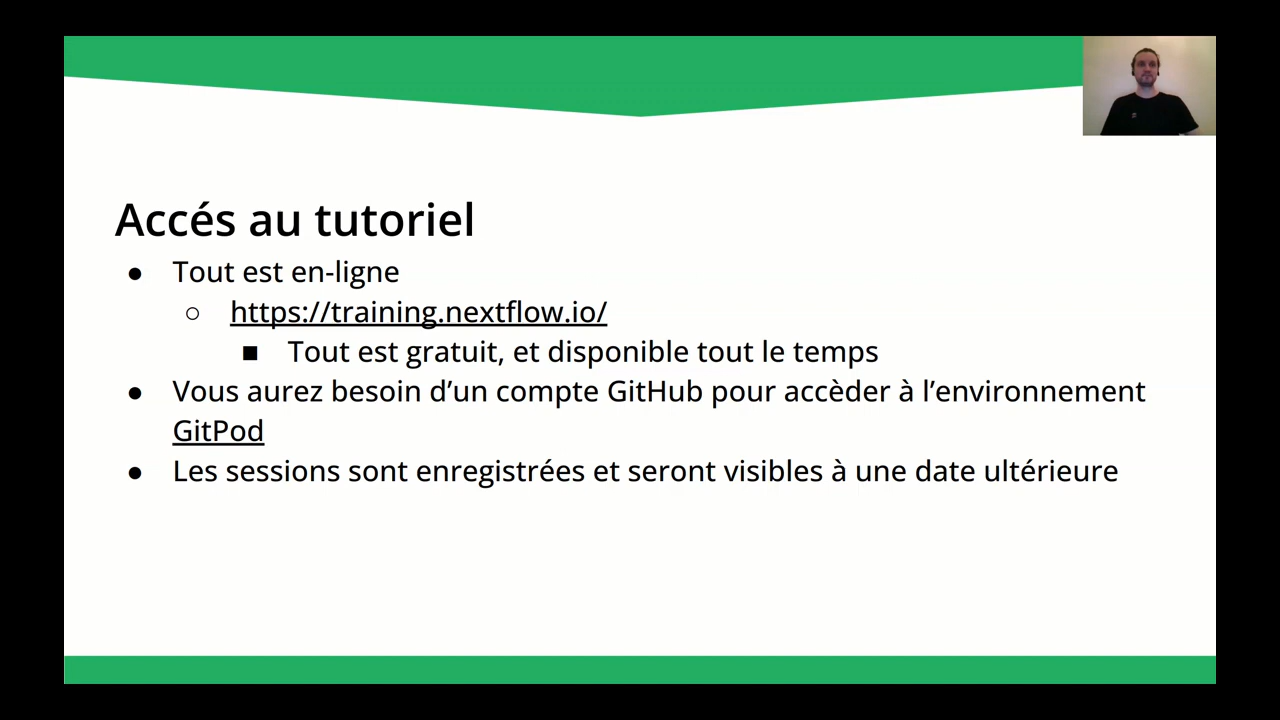 Accés au tutoriel
● Tout est en-ligne
○ https://training.nextflow.io/
■ Tout est gratuit, et disponible tout le temps
● Vous aurez besoin d’un compte GitHub pour accèder à l’environnement
GitPod
● Les sessions sont enregistrées et seront visibles à une date ultérieure